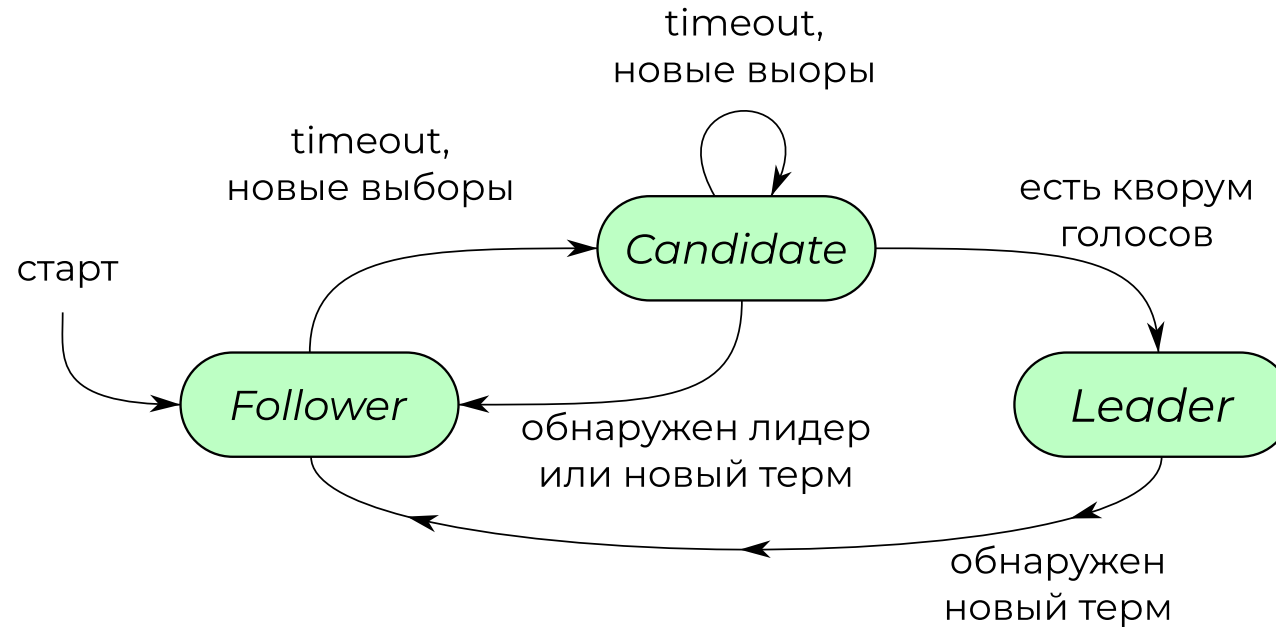 timeout,
новые выоры
timeout,
новые выборы
есть кворум
голосов
Candidate
старт
Follower
Leader
обнаружен лидер
или новый терм
обнаружен
новый терм